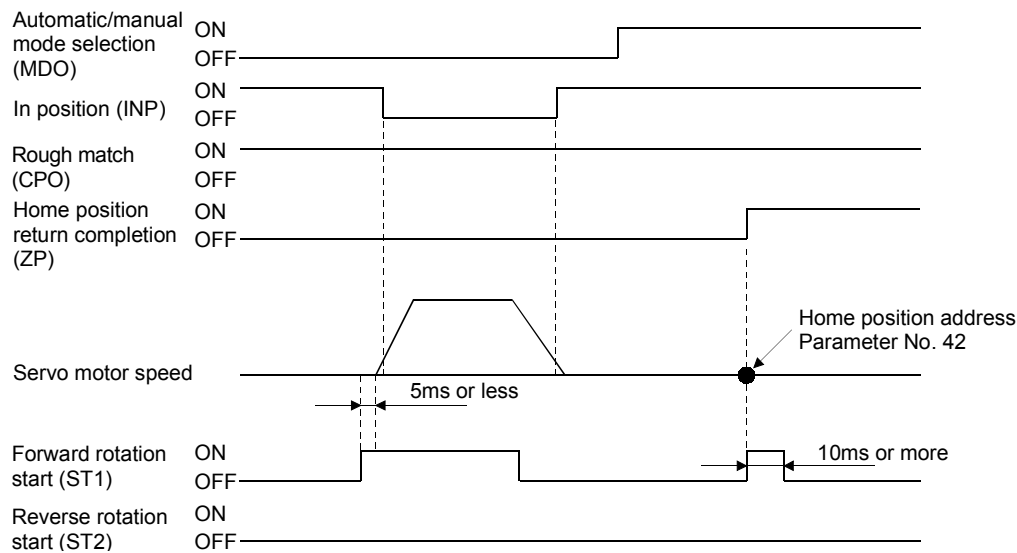 Automatic/manual
mode selection
(MDO)
ON
OFF
In position (INP)
ON
OFF
Rough match
(CPO)
ON
OFF
Home position
return completion
(ZP)
ON
OFF
Home position address
Parameter No. 42
Servo motor speed
5ms or less
Forward rotation
start (ST1)
ON
OFF
10ms or more
Reverse rotation
start (ST2)
ON
OFF